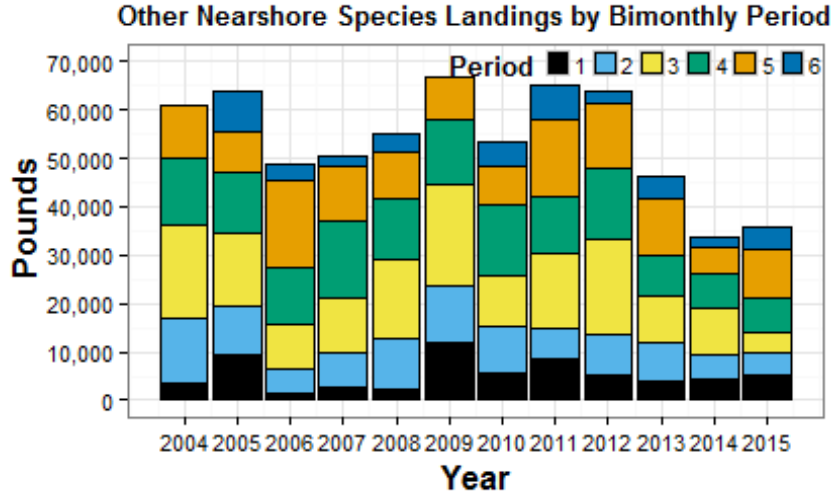 Other Nearshore Species Landings by Bimonthly Period
Period 1 2 3 4 5 6
70,000
60,000
50,000
40,000
30,000
20,000
10,000
0
Pounds
2004 2005 2006 2007 2008 2009 2010 2011 2012 2013 2014 2015
Year